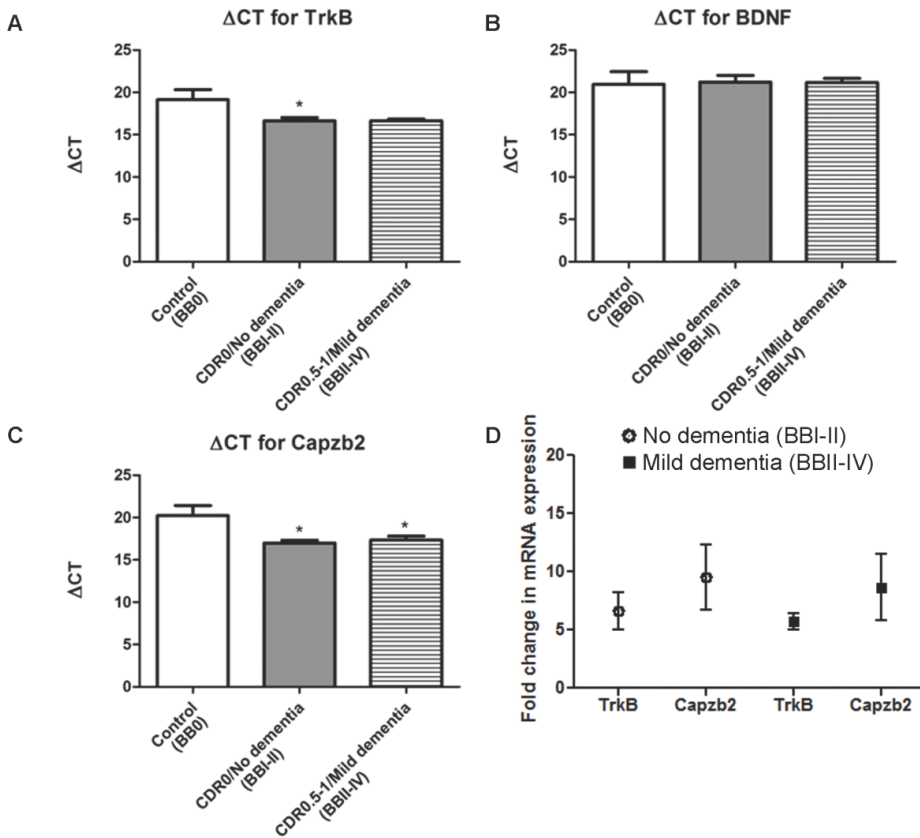 A
ΔCT for TrkB
25
20
15
10
5
0
ΔCT
*
Control
(BB0)
CDR0/No dementia
(BBI-II)
CDR0.5-1/Mild dementia
(BBII-IV)
B
ΔCT for BDNF
25
20
15
10
5
0
ΔCT
Control
(BB0)
CDR0/No dementia
(BBI-II)
CDR0.5-1/Mild dementia
(BBII-IV)
C
ΔCT for Capzb2
25
20
15
10
5
0
ΔCT
* *
Control
(BB0)
CDR0/No dementia
(BBI-II)
CDR0.5-1/Mild dementia
(BBII-IV)
D
No dementia (BBI-II)
Mild dementia (BBII-IV)
20
15
10
5
0
Fold change in mRNA expression
TrkB Capzb2 TrkB Capzb2